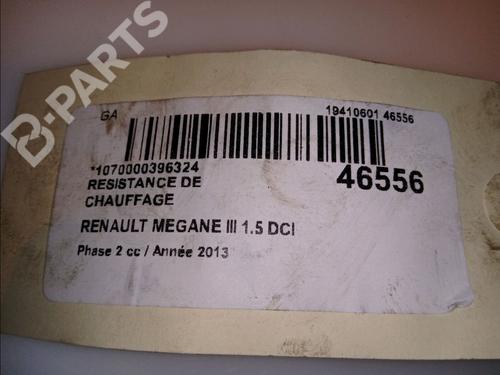 B-PARTS
GA
19410601 46556
*1070000396324
46556
RESISTANCE DE
CHAUFFAGE
RENAULT MEGANE III 1.5 DCI
Phase 2 cc / Année 2013